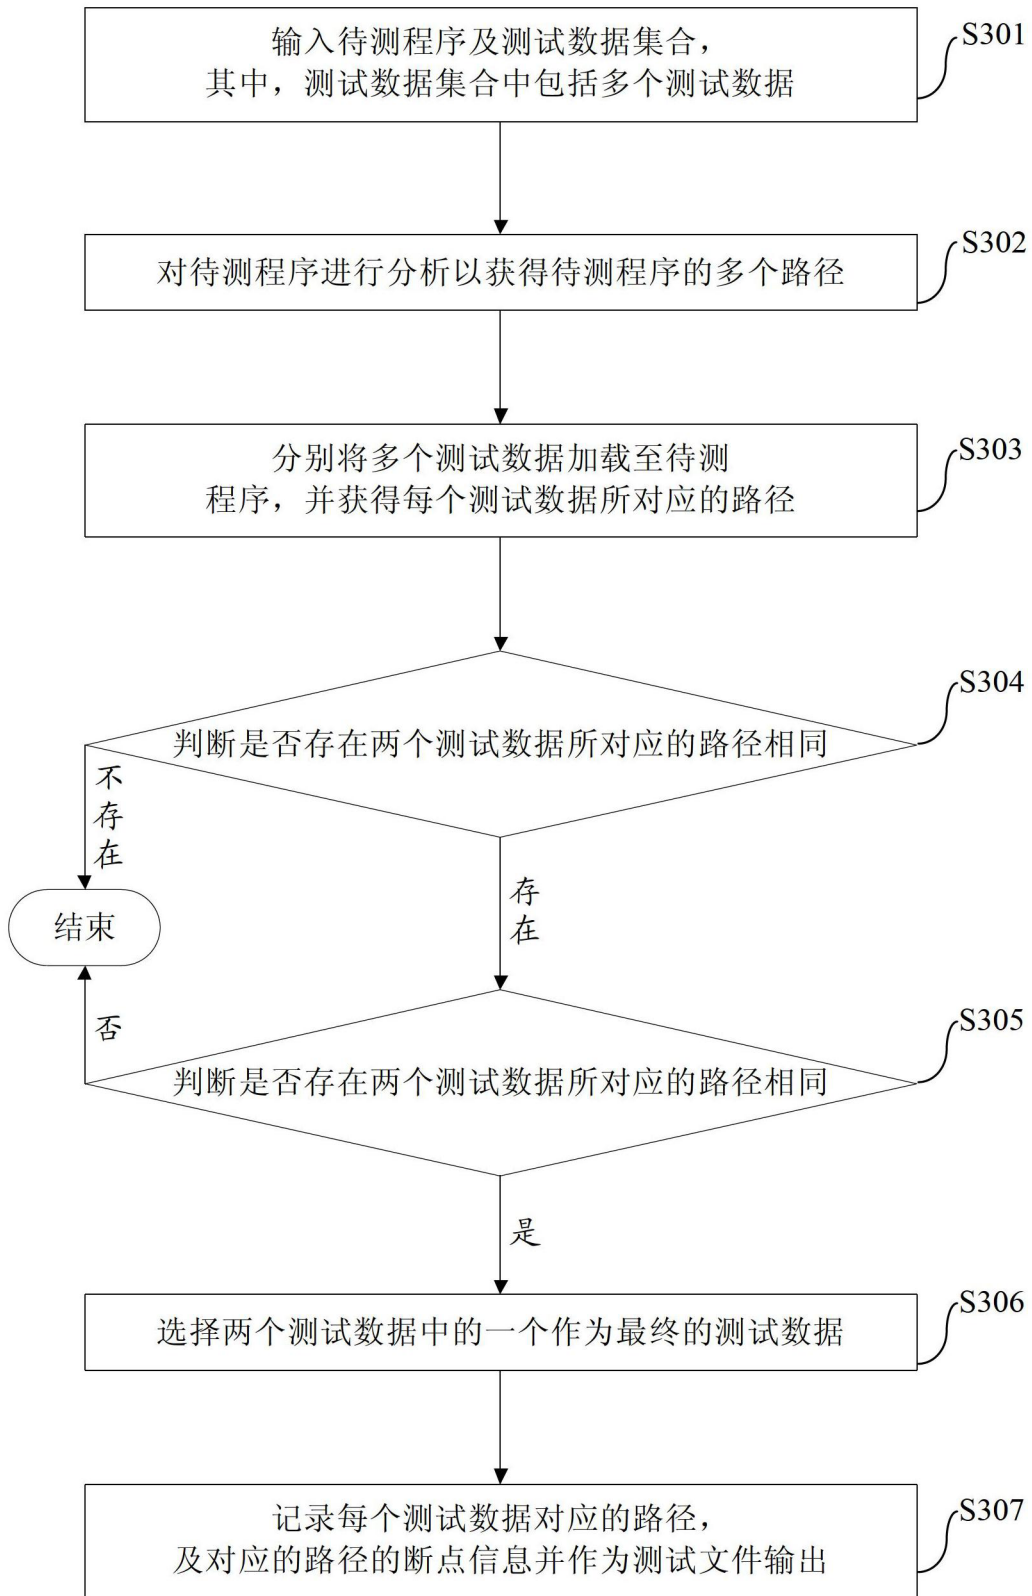 输入待测程序及测试数据集合，
其中，测试数据集合中包括多个测试数据
S301
对待测程序进行分析以获得待测程序的多个路径
S302
分别将多个测试数据加载至待测
程序，并获得每个测试数据所对应的路径
S303
判断是否存在两个测试数据所对应的路径相同
S304
不存在
存在
结束
否
判断是否存在两个测试数据所对应的路径相同
S305
是
选择两个测试数据中的一个作为最终的测试数据
S306
记录每个测试数据对应的路径，
及对应的路径的断点信息并作为测试文件输出
S307